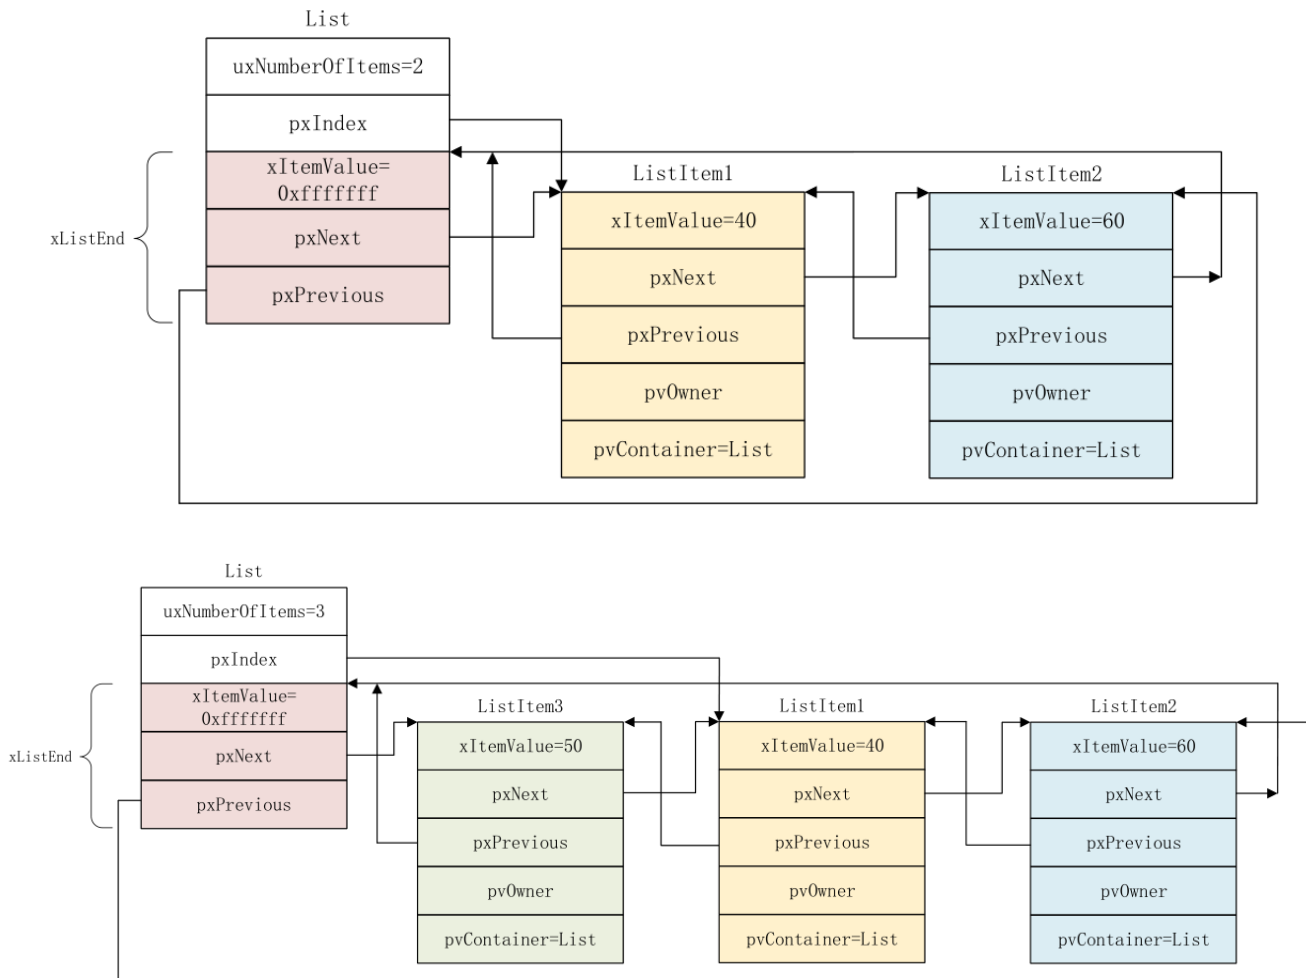 List
uxNumberOfItems=2
pxIndex
xItemValue=
0xfffffff
xListEnd
pxNext
pxPrevious
ListItem1
xItemValue=40
pxNext
pxPrevious
pvOwner
pvContainer=List
ListItem2
xItemValue=60
pxNext
pxPrevious
pvOwner
pvContainer=List
List
uxNumberOfItems=3
pxIndex
xItemValue=
0xfffffff
xListEnd
pxNext
pxPrevious
ListItem3
xItemValue=50
pxNext
pxPrevious
pvOwner
pvContainer=List
ListItem1
xItemValue=40
pxNext
pxPrevious
pvOwner
pvContainer=List
ListItem2
xItemValue=60
pxNext
pxPrevious
pvOwner
pvContainer=List